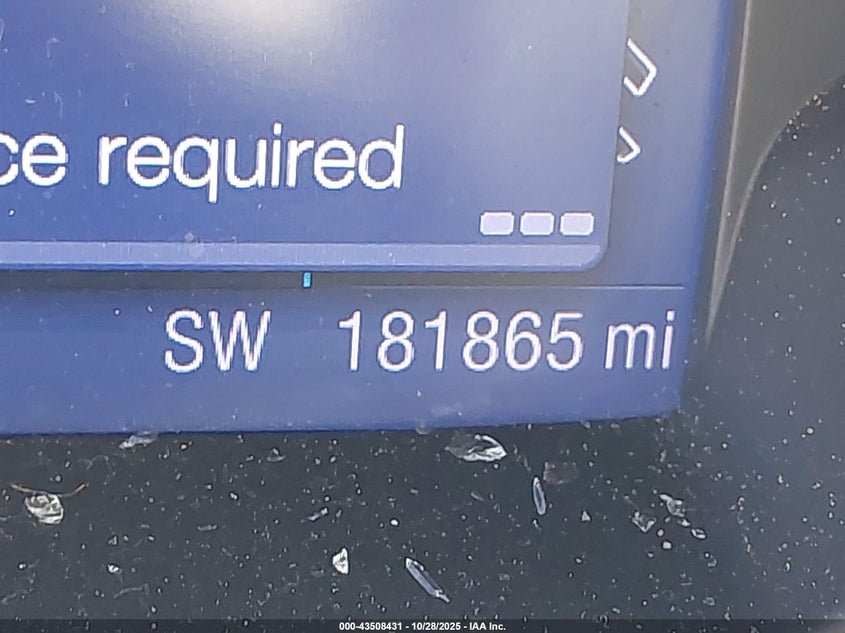 ce required
SW 181865 mi
000-43508431 - 10/28/2025 - IAA Inc.